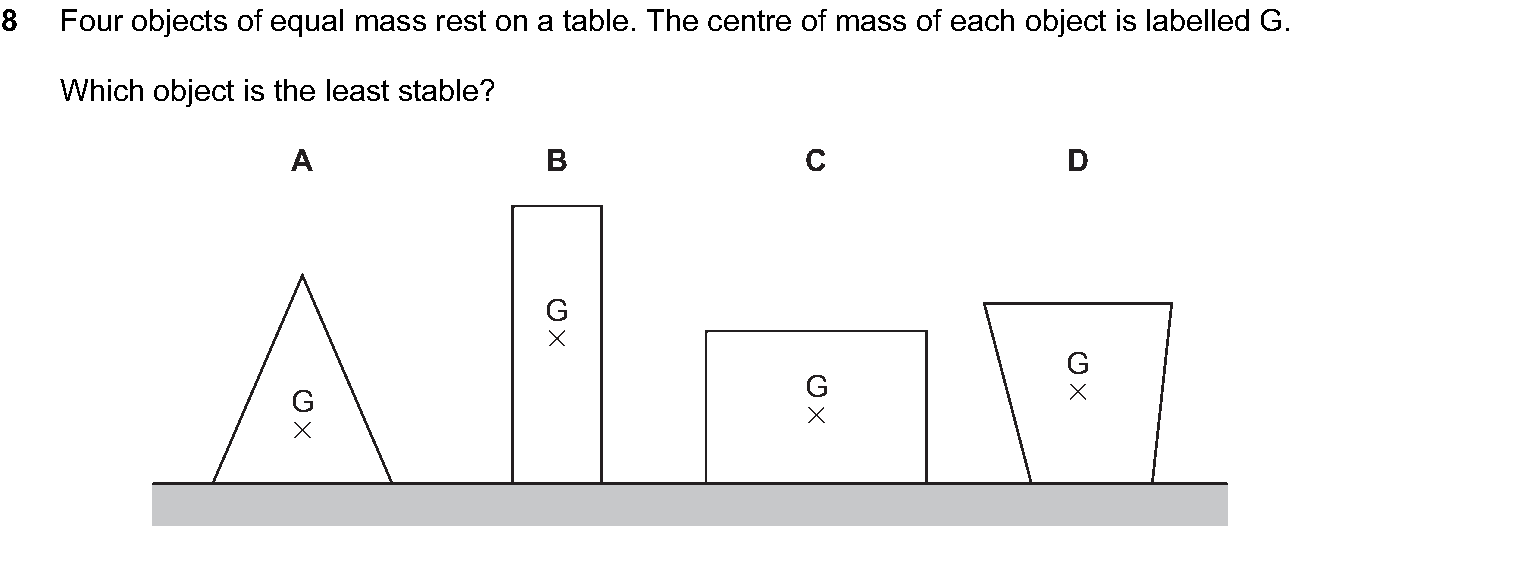 8 Four objects of equal mass rest on a table. The centre of mass of each object is labelled G.
Which object is the least stable?
A B C D
G
G
G
G